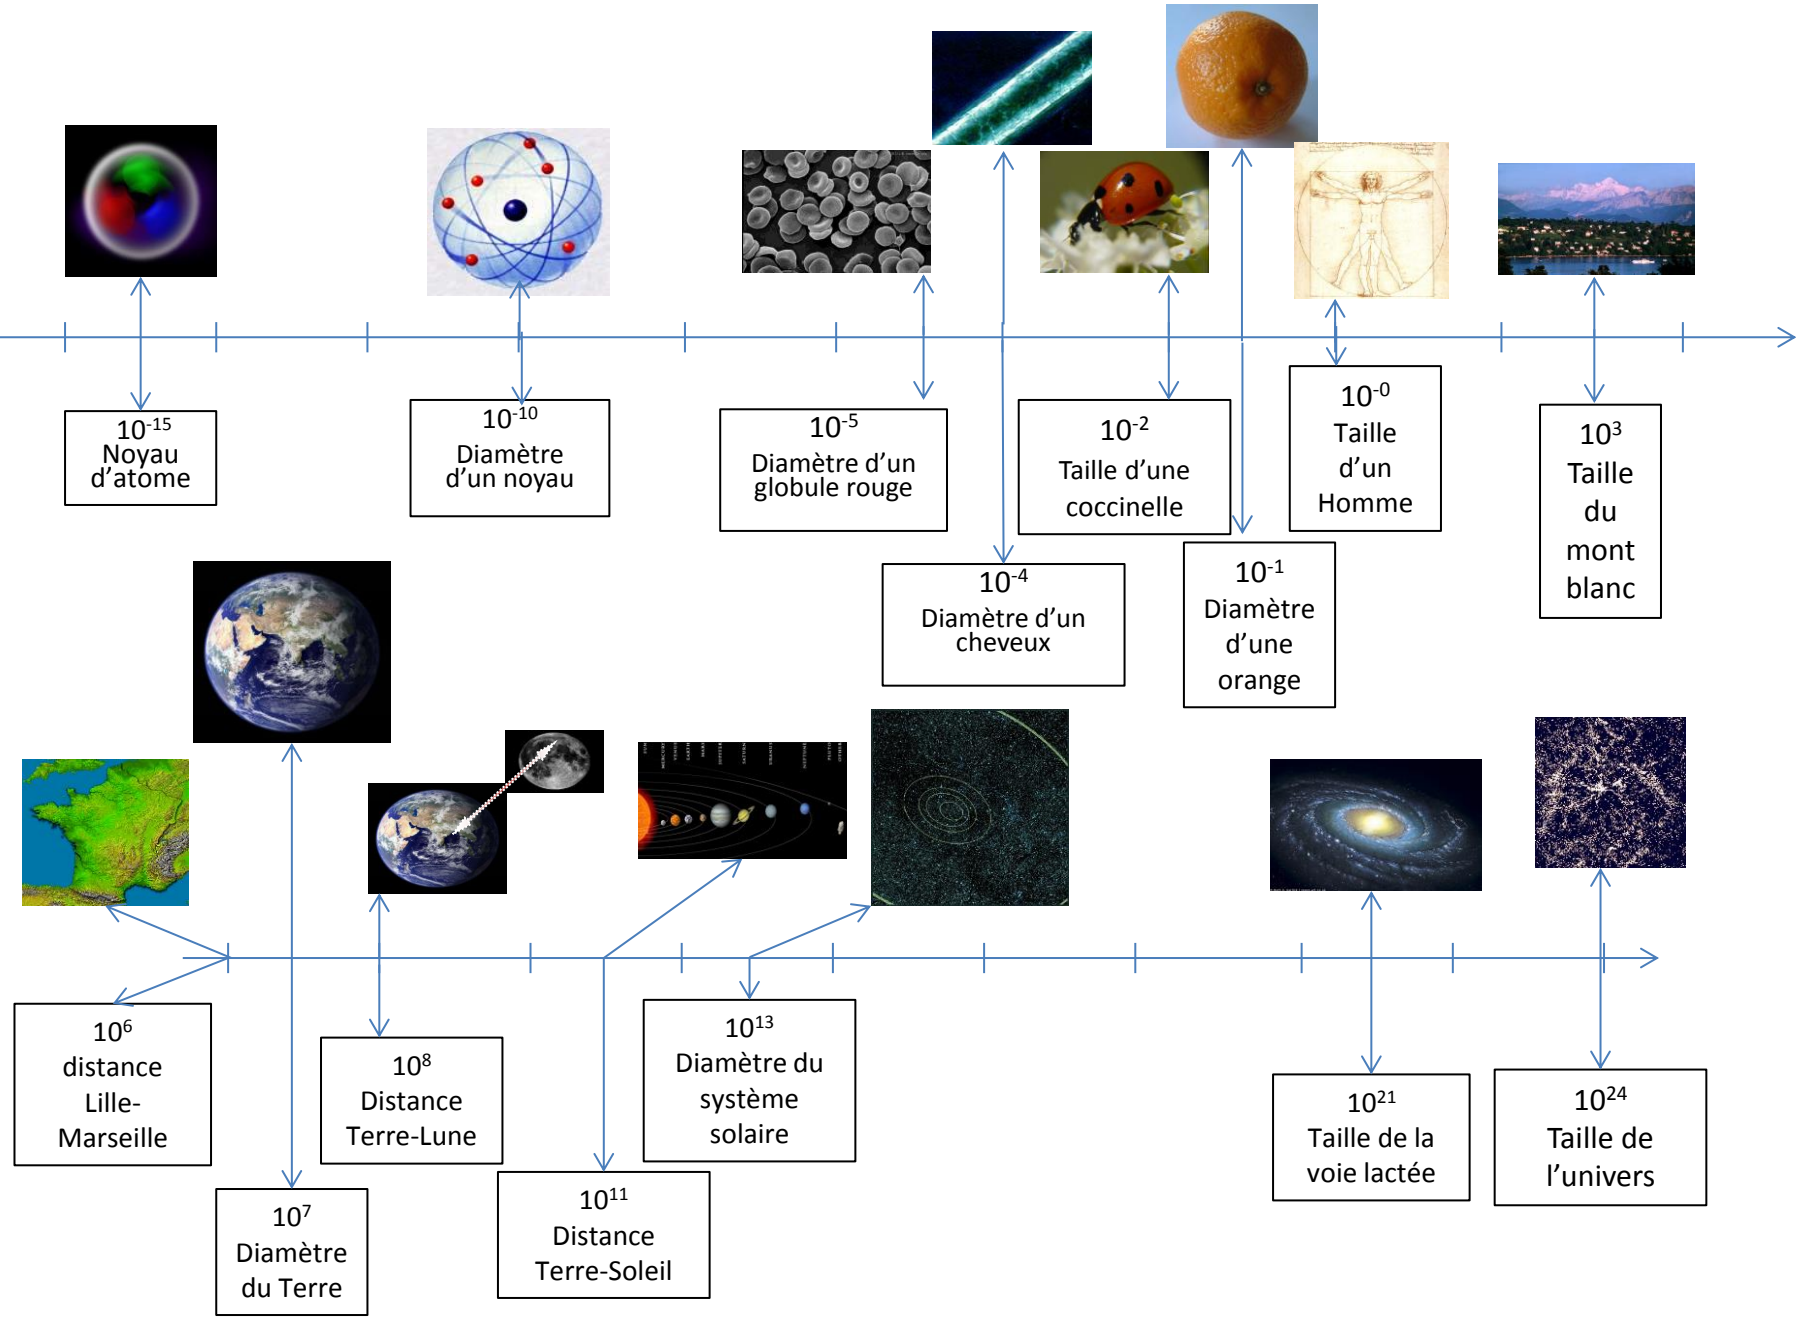 10⁻¹⁵
Noyau
d’atome
10⁻¹⁰
Diamètre
d’un noyau
10⁻⁵
Diamètre d’un
globule rouge
10⁻⁴
Diamètre d’un
cheveux
10⁻²
Taille d’une
coccinelle
10⁻¹
Diamètre
d’une
orange
10⁻⁰
Taille
d’un
Homme
10³
Taille
du
mont
blanc
10⁶
distance
Lille-
Marseille
10⁷
Diamètre
du Terre
10⁸
Distance
Terre-Lune
10¹¹
Distance
Terre-Soleil
10¹³
Diamètre du
système
solaire
10²¹
Taille de la
voie lactée
10²⁴
Taille de
l’univers